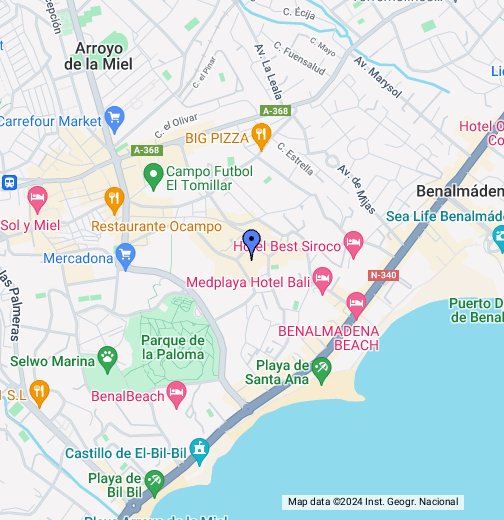 C. Écija
C. Mayo
C. Fuensalud
Arroyo
de la Miel
Av. La Leala
Av. Marysol
C. el Pinar
A-368
Carrefour Market
C. el Olivar
BIG PIZZA
Hotel
Co
A-368
C. Estrella
Campo Futbol
El Tomillar
Av. de Mijas
Benalmáden
Sol y Miel
Restaurante Ocampo
Sea Life Benalmád
Hotel Best Siroco
Mercadona
N-340
Medplaya Hotel Bali
las Palmeras
Puerto D
de Benal
BENALMADENA
BEACH
Parque de
la Paloma
Selwo Marina
Playa de
Santa Ana
BenalBeach
S.L
Castillo de El-Bil-Bil
Playa de
Bil Bil
Map data ©2024 Inst. Geogr. Nacional
Playa Arroyo de la Miel